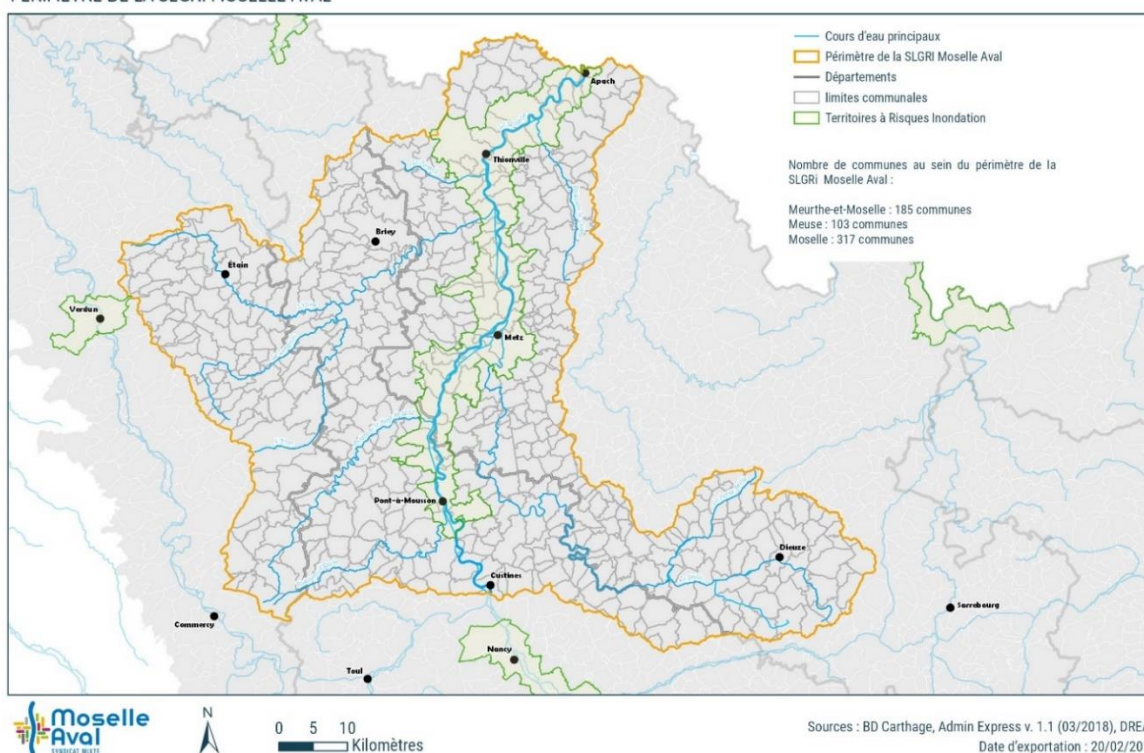 Cours d'eau principaux
Périmètre de la SLGRI Moselle Aval
Départements
limites communales
Territoires à Risques Inondation
Nombre de communes au sein du périmètre de la
SLGRi Moselle Aval :
Meurthe-et-Moselle : 185 communes
Meuse : 103 communes
Moselle : 317 communes
Apach
Thionville
Briey
Étain
Verdun
Metz
Pont-à-Mousson
Dieuze
Custines
Sarrebourg
Commercy
Nancy
Toul
Moselle
Aval
SYNDICAT MIXTE
N
0 5 10
Kilomètres
Sources : BD Carthage, Admin Express v. 1.1 (03/2018),
Date d'exportation :